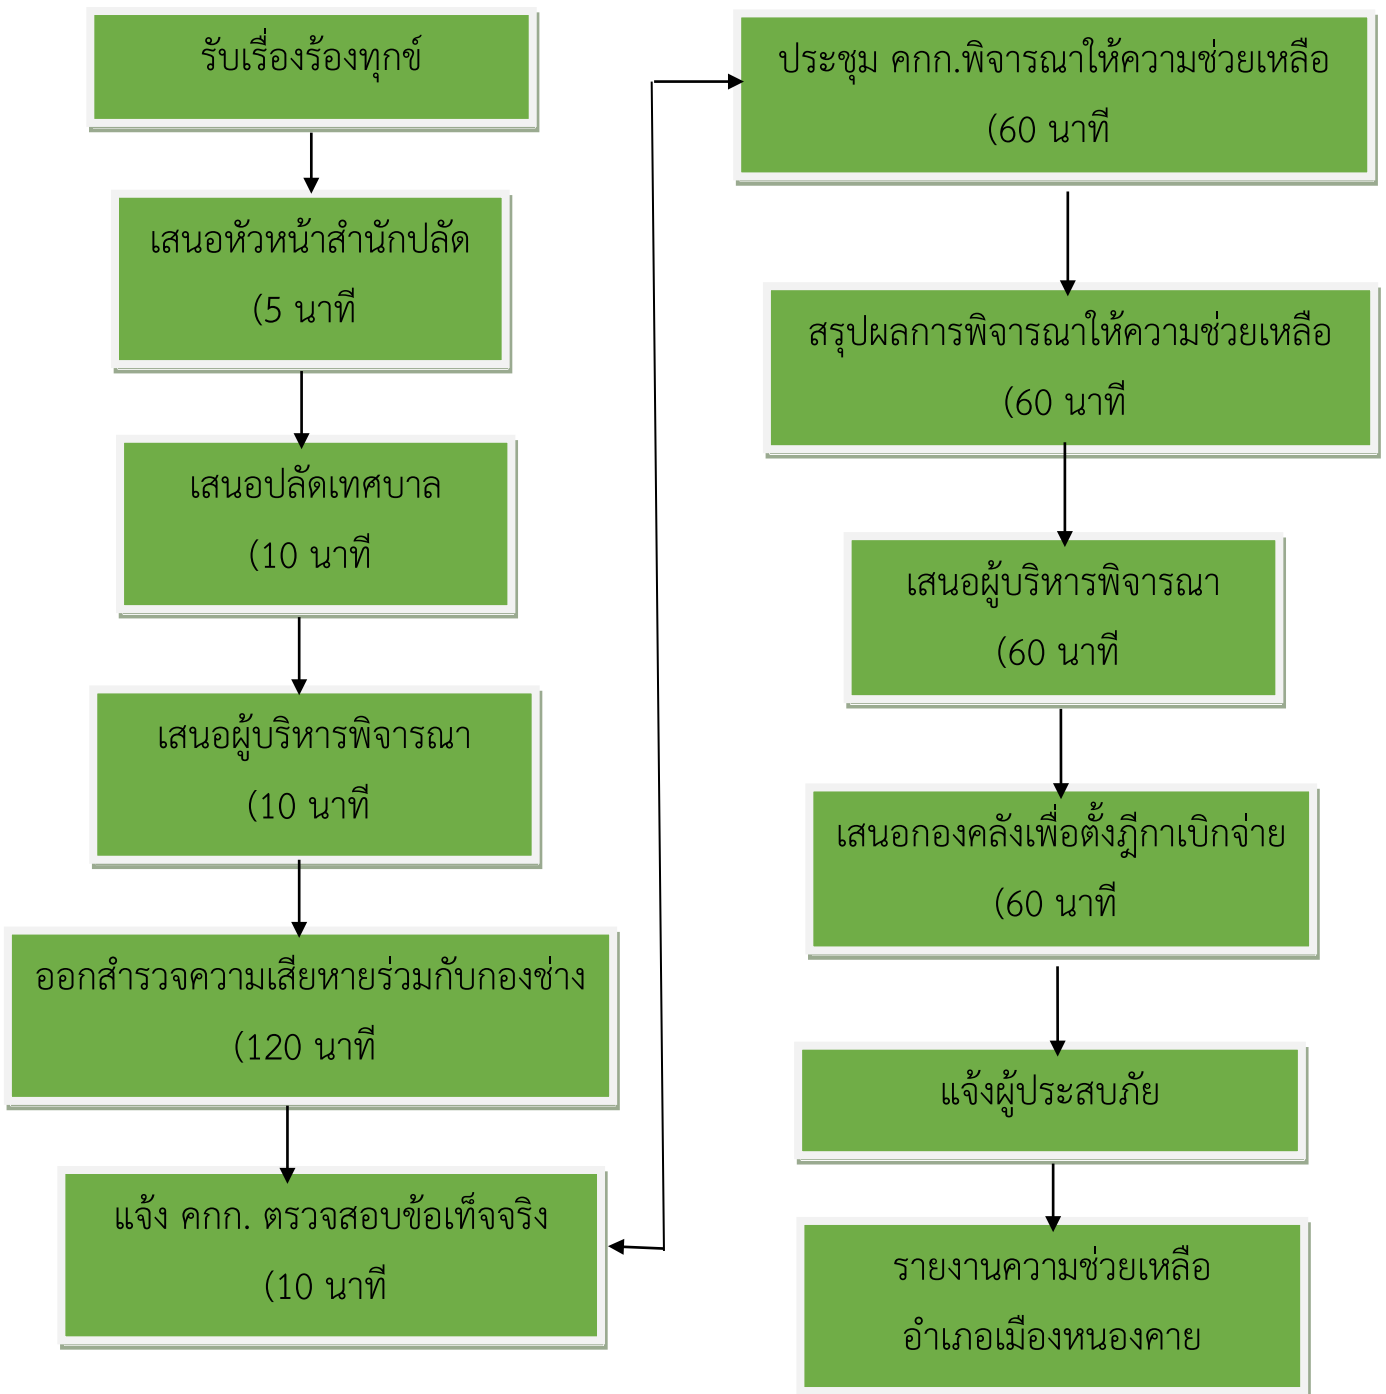 รับเรื่องร้องทุกข์
เสนอหัวหน้าสำนักปลัด
(5 นาที
เสนอปลัดเทศบาล
(10 นาที
เสนอผู้บริหารพิจารณา
(10 นาที
ออกสำรวจความเสียหายร่วมกับกองช่าง
(120 นาที
แจ้ง คกก. ตรวจสอบข้อเท็จจริง
(10 นาที
ประชุม คกก.พิจารณาให้ความช่วยเหลือ
(60 นาที
สรุปผลการพิจารณาให้ความช่วยเหลือ
(60 นาที
เสนอผู้บริหารพิจารณา
(60 นาที
เสนอกองคลังเพื่อตั้งฎีกาเบิกจ่าย
(60 นาที
แจ้งผู้ประสบภัย
รายงานความช่วยเหลือ
อำเภอเมืองหนองคาย